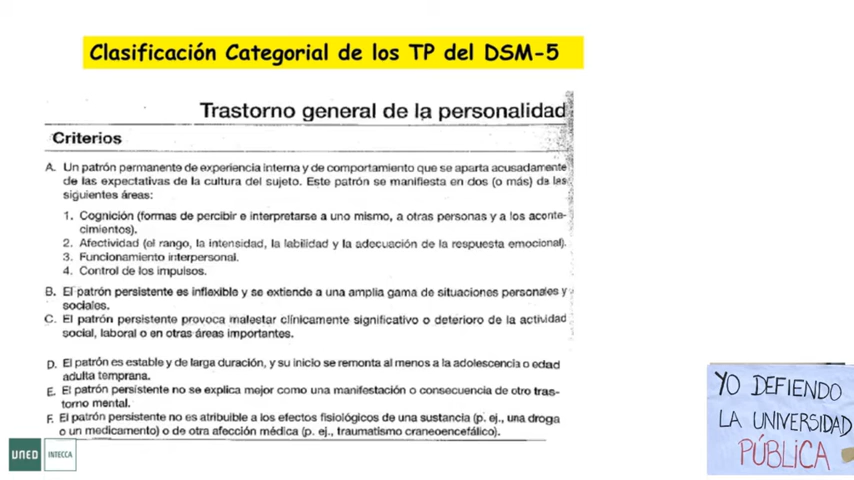 Clasificación Categorial de los TP del DSM-5
Trastorno general de la personalidad
Criterios
A. Un patrón permanente de experiencia interna y de comportamiento que se aparta acusadamente
de las expectativas de la cultura del sujeto. Este patrón se manifiesta en dos (o más) de las
siguientes áreas:
1. Cognición (formas de percibir e interpretarse a uno mismo, a otras personas y a los aconte-
cimientos).
2. Afectividad (el rango, la intensidad, la labilidad y la adecuación de la respuesta emocional).
3. Funcionamiento interpersonal.
4. Control de los impulsos.
B. El patrón persistente es inflexible y se extiende a una amplia gama de situaciones personales y
sociales.
C. El patrón persistente provoca malestar clínicamente significativo o deterioro de la actividad
social, laboral o en otras áreas importantes.
D. El patrón es estable y de larga duración, y su inicio se remonta al menos a la adolescencia o edad
adulta temprana.
E. El patrón persistente no se explica mejor como una manifestación o consecuencia de otro tras-
torno mental.
F. El patrón persistente no es atribuible a los efectos fisiológicos de una sustancia (p. ej., una droga
o un medicamento) o de otra afección médica (p. ej., traumatismo craneoencefálico).
UNED INTECCA
YO DEFIENDO
LA UNIVERSIDAD
PÚBLICA